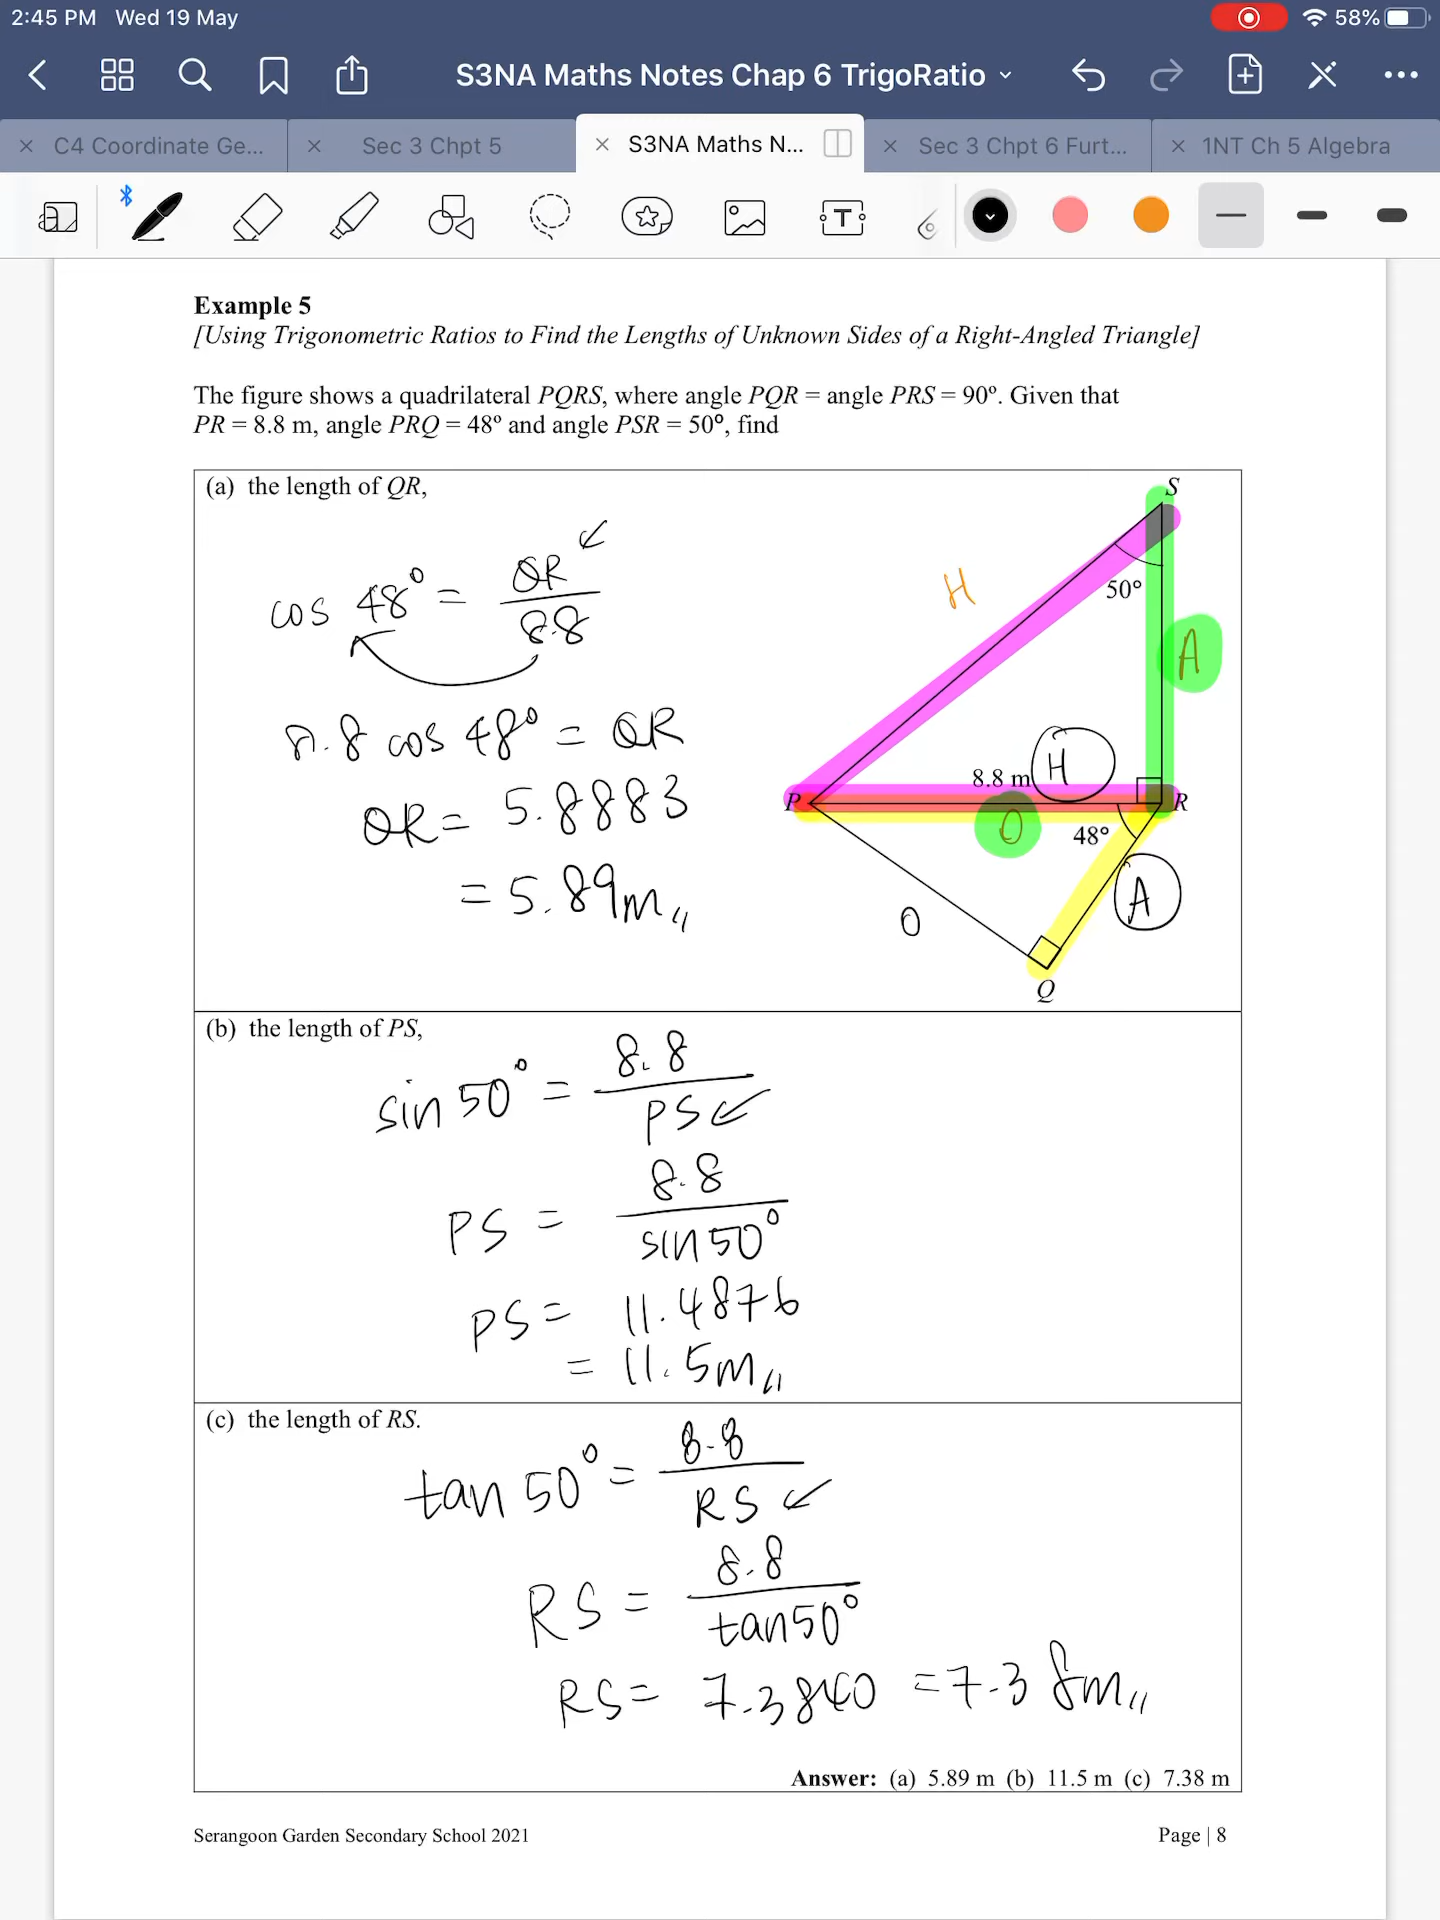 2:45 PM Wed 19 May
58%
S3NA Maths Notes Chap 6 TrigoRatio
C4 Coordinate Ge...
Sec 3 Chpt 5
S3NA Maths N...
Sec 3 Chpt 6 Furt...
1NT Ch 5 Algebra
Example 5
[Using Trigonometric Ratios to Find the Lengths of Unknown Sides of a Right-Angled Triangle]
The figure shows a quadrilateral PQRS, where angle PQR = angle PRS = 90º. Given that
PR = 8.8 m, angle PRQ = 48º and angle PSR = 50º, find
(a) the length of QR,
cos 48° = QR / 8.8
8.8 cos 48° = QR
QR = 5.8883
= 5.89m
S
50°
H
A
8.8 m
H
P
R
O
48°
A
O
Q
(b) the length of PS,
sin 50° = 8.8 / PS
PS = 8.8 / sin 50°
PS = 11.4876
= 11.5m
(c) the length of RS.
tan 50° = 8.8 / RS
RS = 8.8 / tan 50°
RS = 7.3840 = 7.38m
Answer: (a) 5.89 m (b) 11.5 m (c) 7.38 m
Serangoon Garden Secondary School 2021
Page | 8